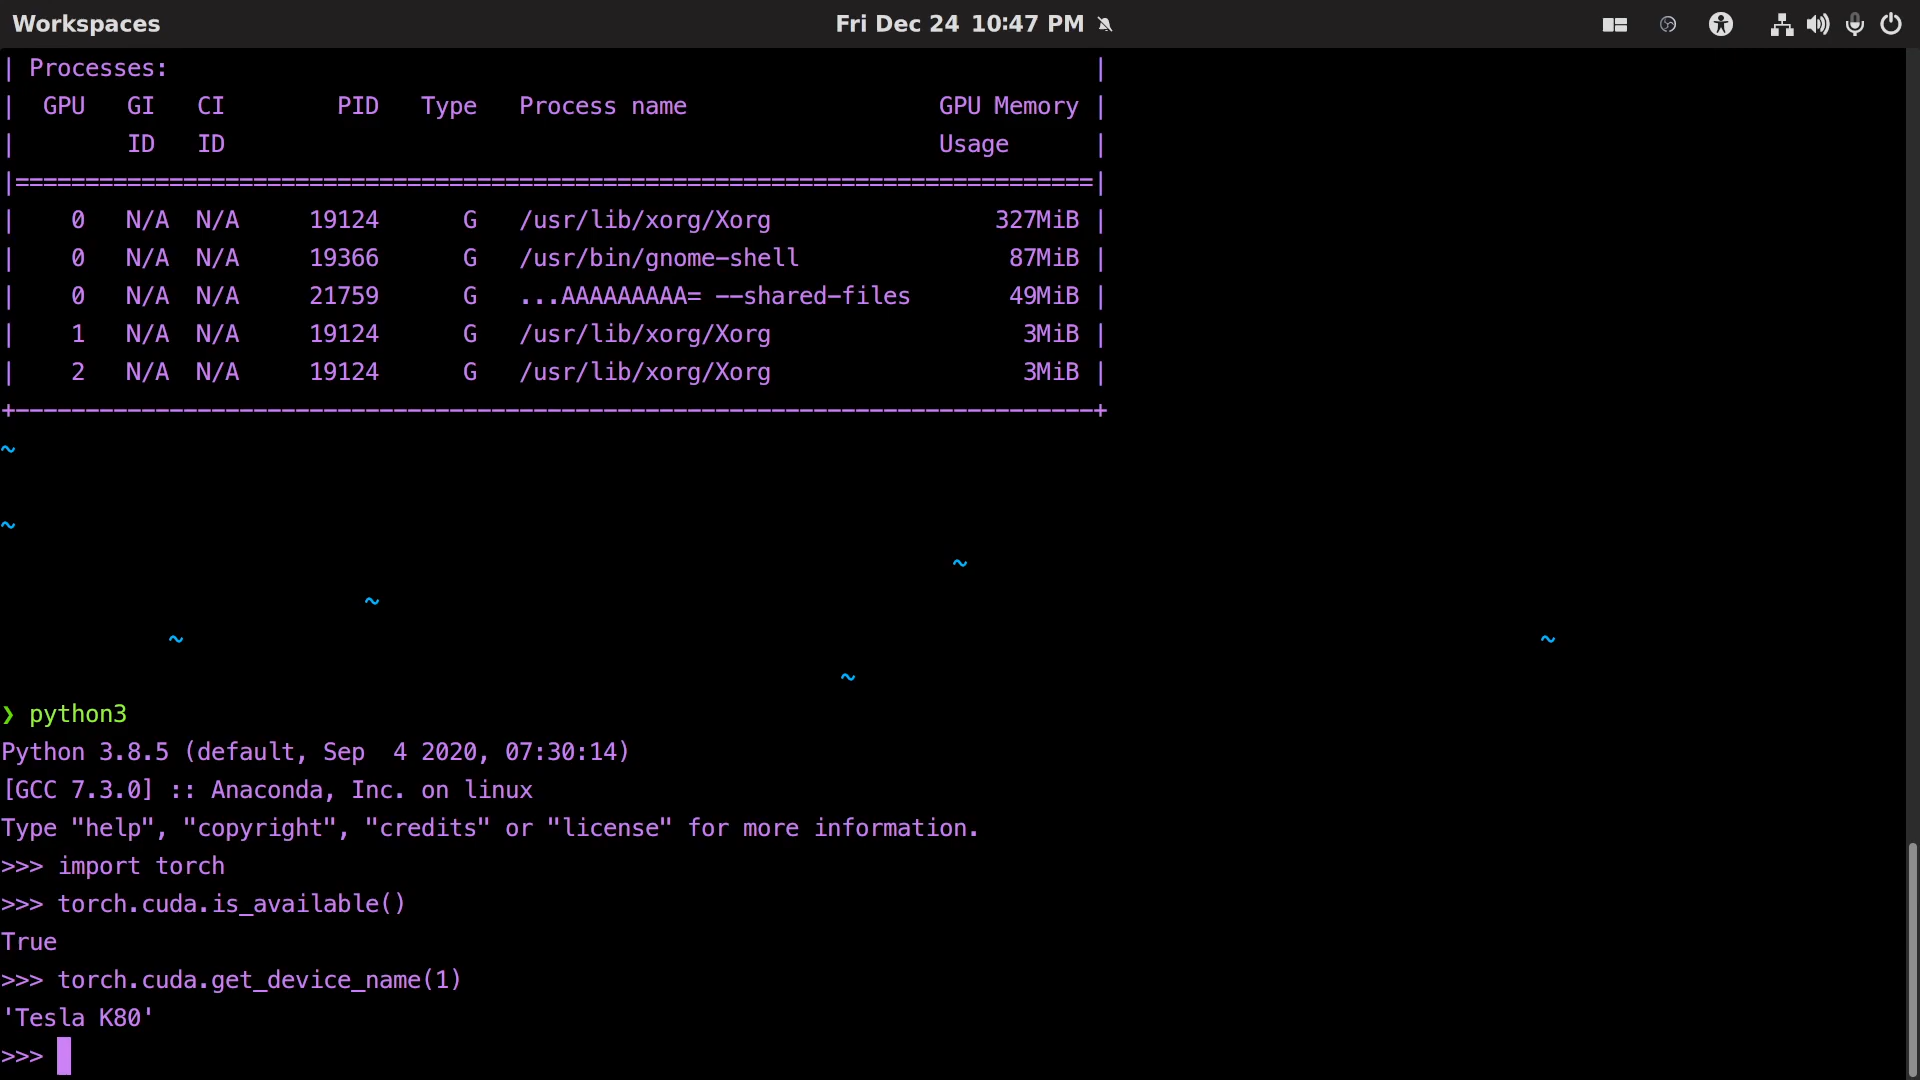 Workspaces
Fri Dec 24 10:47 PM
| Processes: |
| GPU GI CI PID Type Process name GPU Memory |
| ID ID Usage |
|=============================================================================|
| 0 N/A N/A 19124 G /usr/lib/xorg/Xorg 327MiB |
| 0 N/A N/A 19366 G /usr/bin/gnome-shell 87MiB |
| 0 N/A N/A 21759 G ...AAAAAAAAA= --shared-files 49MiB |
| 1 N/A N/A 19124 G /usr/lib/xorg/Xorg 3MiB |
| 2 N/A N/A 19124 G /usr/lib/xorg/Xorg 3MiB |
+-----------------------------------------------------------------------------+
~
~
~
~
~ ~
~
❯ python3
Python 3.8.5 (default, Sep  4 2020, 07:30:14)
[GCC 7.3.0] :: Anaconda, Inc. on linux
Type "help", "copyright", "credits" or "license" for more information.
>>> import torch
>>> torch.cuda.is_available()
True
>>> torch.cuda.get_device_name(1)
'Tesla K80'
>>>